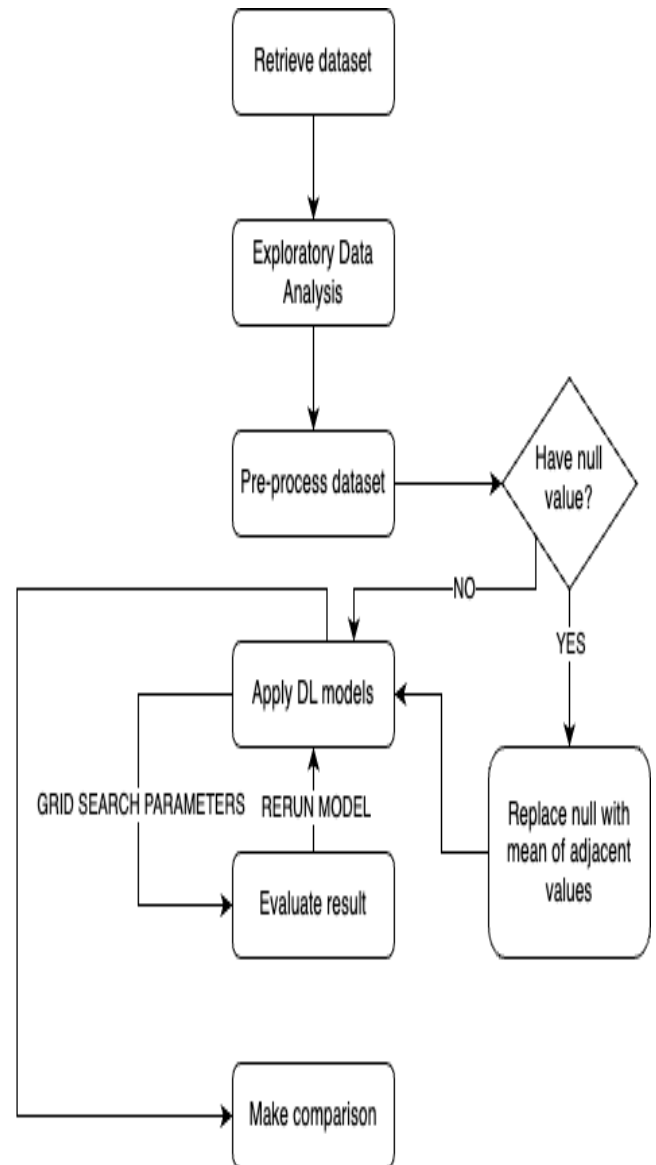 Retrieve dataset
Exploratory Data
Analysis
Pre-process dataset
Have null
value?
NO
YES
Apply DL models
GRID SEARCH PARAMETERS
RERUN MODEL
Replace null with
mean of adjacent
values
Evaluate result
Make comparison